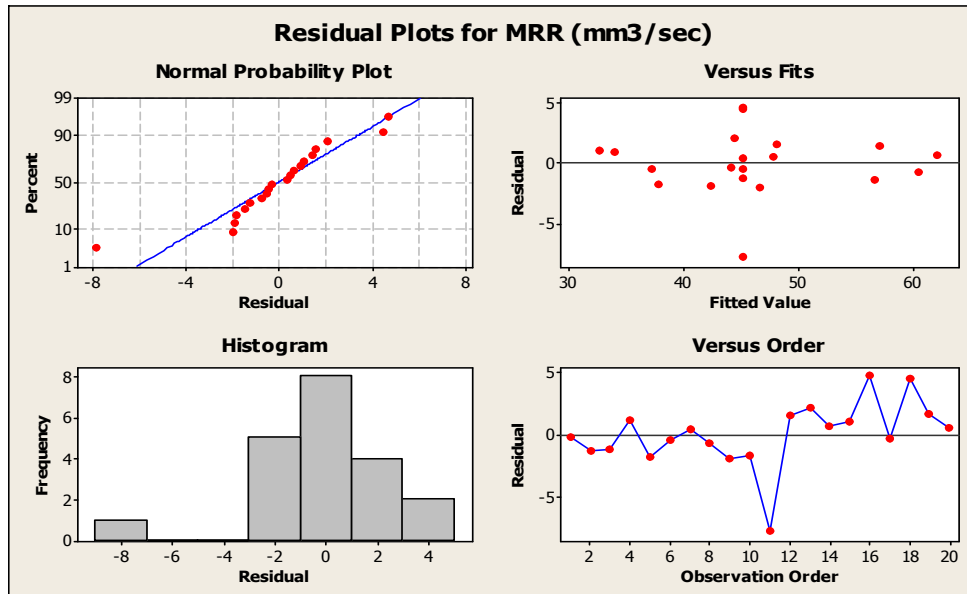 Residual Plots for MRR (mm3/sec)
Normal Probability Plot
99
90
50
10
1
Percent
-8 -4 0 4 8
Residual
Versus Fits
5
0
-5
Residual
30 40 50 60
Fitted Value
Histogram
8
6
4
2
0
Frequency
-8 -6 -4 -2 0 2 4
Residual
Versus Order
5
0
-5
Residual
2 4 6 8 10 12 14 16 18 20
Observation Order